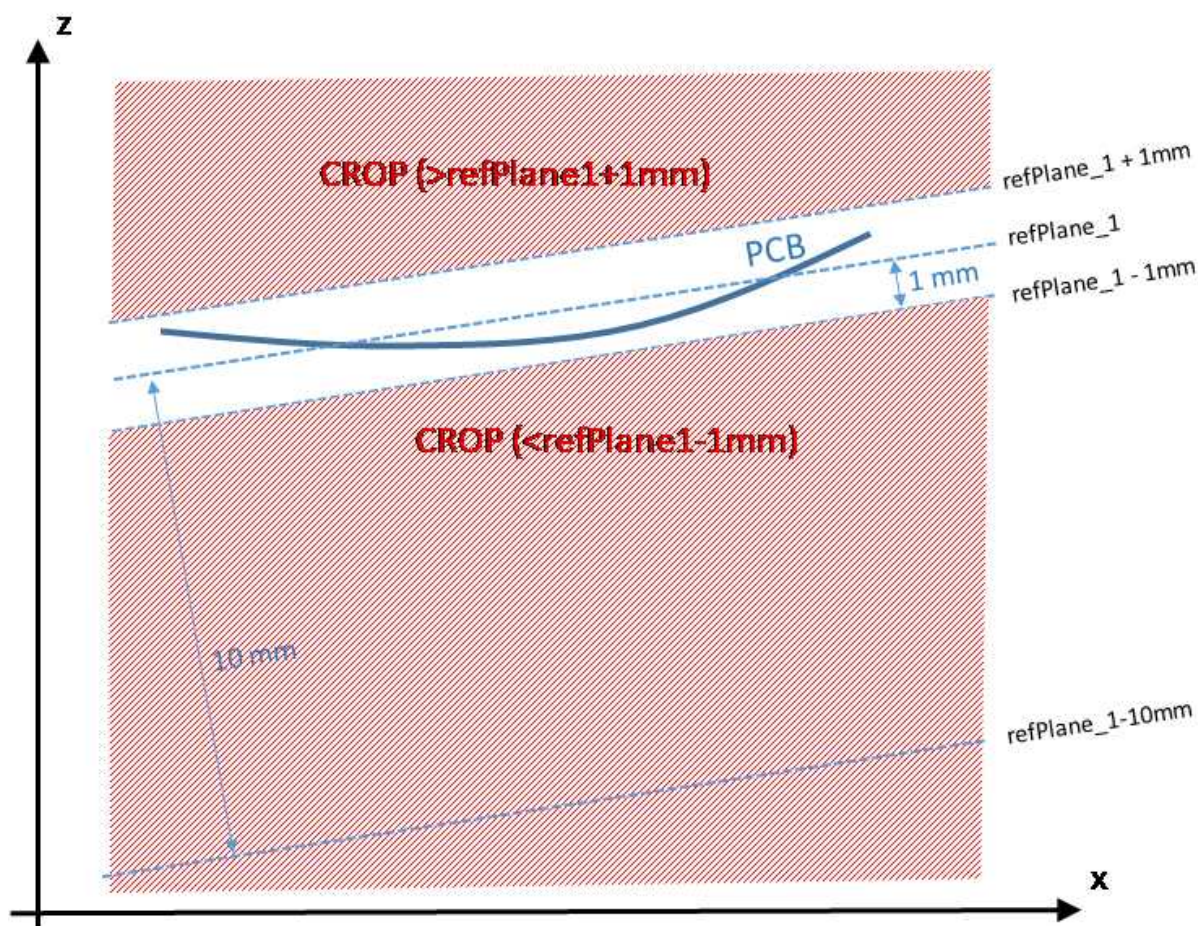 z
CROP (>refPlane1+1mm)
refPlane_1 + 1mm
PCB
refPlane_1
1 mm
refPlane_1 - 1mm
CROP (<refPlane1-1mm)
10 mm
refPlane_1-10mm
x